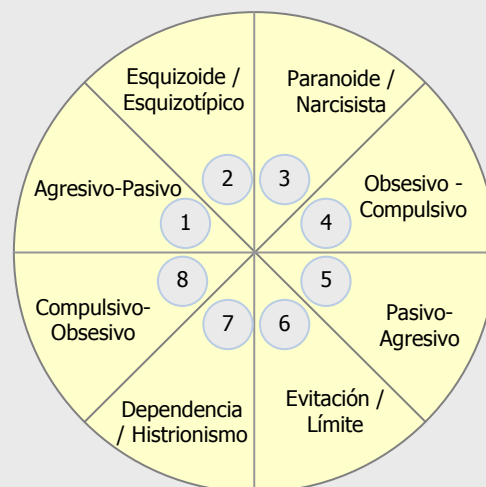 Esquizoide /
Esquizotípico
Paranoide /
Narcisista
Agresivo-Pasivo
2
3
Obsesivo -
Compulsivo
1
4
8
5
Compulsivo-
Obsesivo
7
6
Pasivo-
Agresivo
Dependencia
/ Histrionismo
Evitación /
Límite